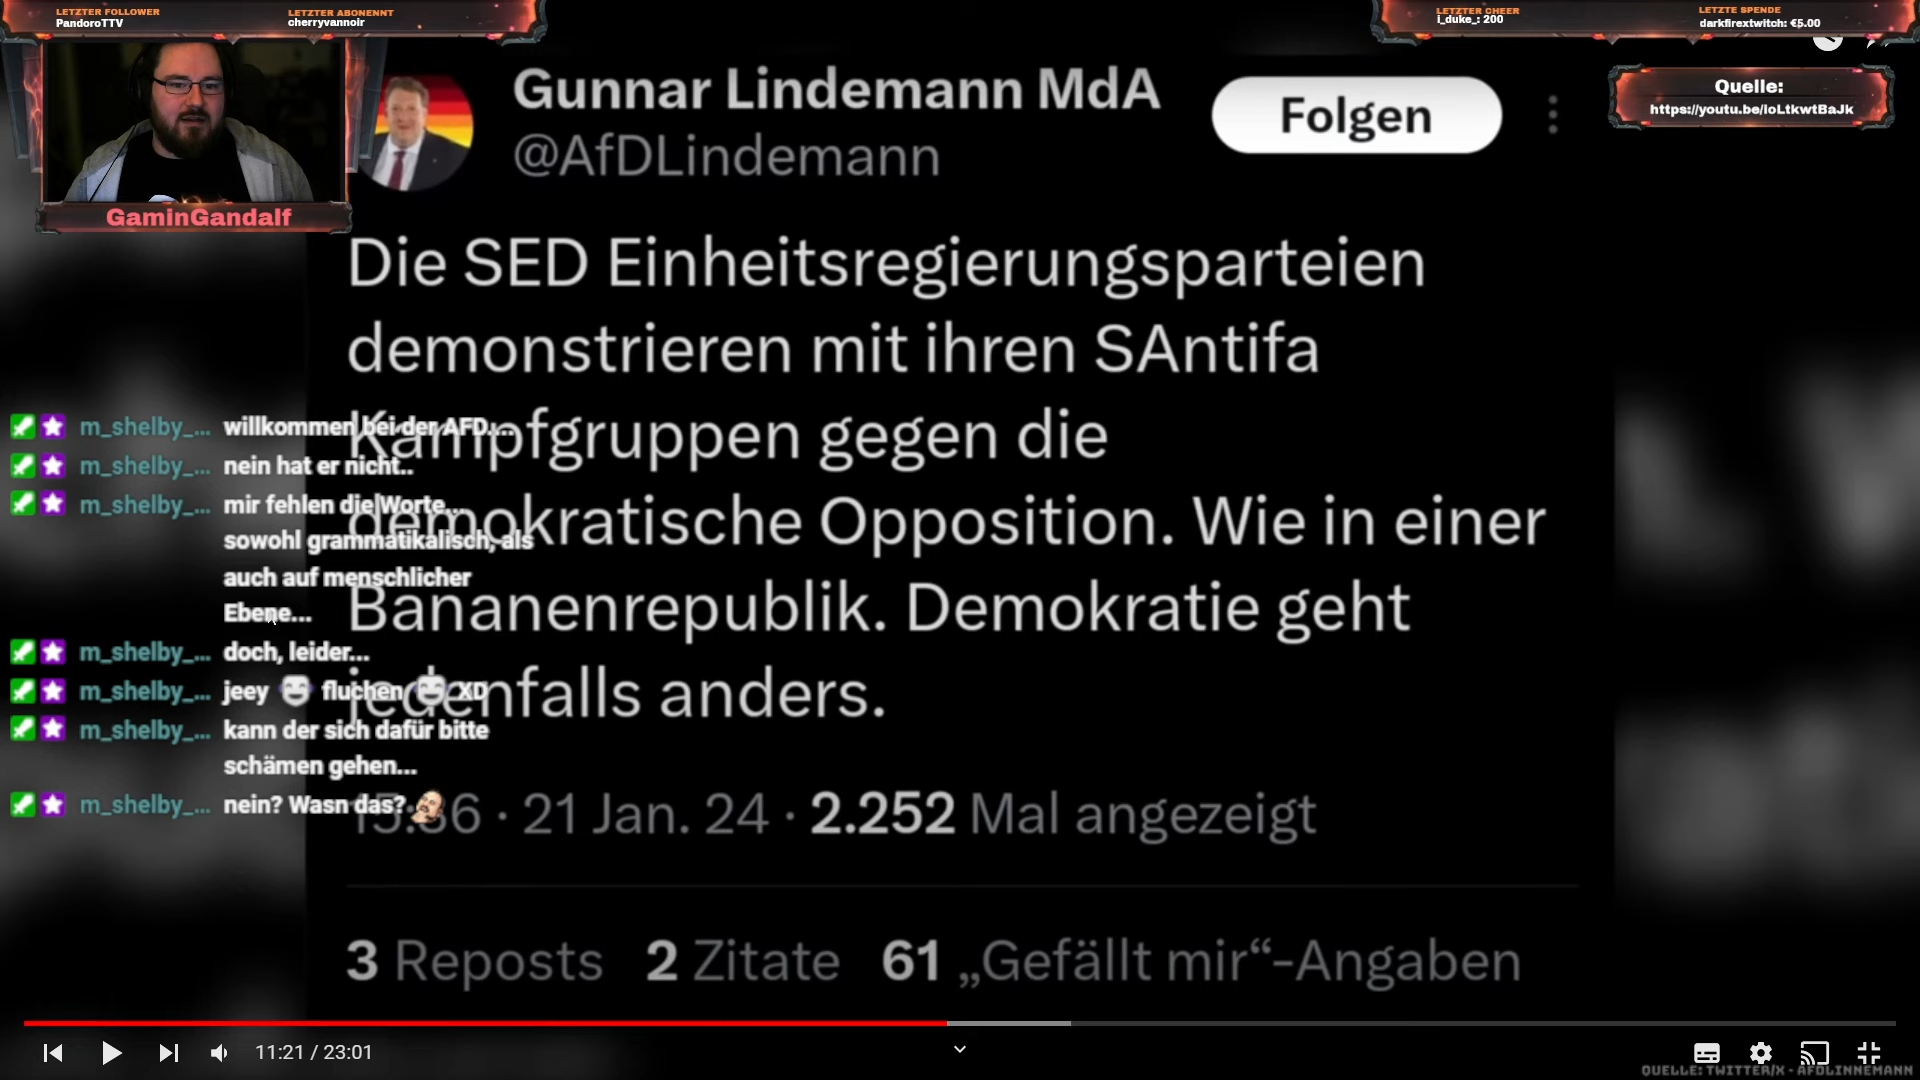 LETZTER FOLLOWER
PandoroTTV
LETZTER ABONENNT
cherryvannoir
LETZTER CHEER
i_duke_: 200
LETZTE SPENDE
darkfirextwitch: €5.00
Quelle:
https://youtu.be/loLtkwtBaJk
GaminGandalf
Gunnar Lindemann MdA
@AfDLindemann
Folgen
Die SED Einheitsregierungsparteien
demonstrieren mit ihren SAntifa
Kampfgruppen gegen die
demokratische Opposition. Wie in einer
Bananenrepublik. Demokratie geht
jedenfalls anders.
15:36 · 21 Jan. 24 · 2.252 Mal angezeigt
3 Reposts 2 Zitate 61 „Gefällt mir“-Angaben
m_shelby_... willkommen bei der AFD....
m_shelby_... nein hat er nicht..
m_shelby_... mir fehlen die Worte...
sowohl grammatikalisch, als
auch auf menschlicher
Ebene...
m_shelby_... doch, leider...
m_shelby_... jeey fluchen XD
m_shelby_... kann der sich dafür bitte
schämen gehen...
m_shelby_... nein? Wasn das?
11:21 / 23:01
QUELLE: TWITTER/X - AFDLINNEMANN